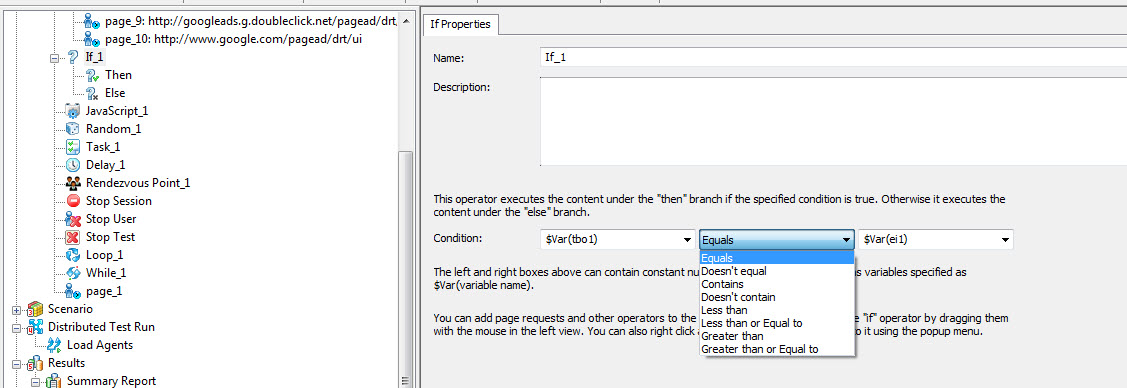 page_9: http://googleads.g.doubleclick.net/pagead/drt/
page_10: http://www.google.com/pagead/drt/ui
If_1
Then
Else
JavaScript_1
Random_1
Task_1
Delay_1
Rendezvous Point_1
Stop Session
Stop User
Stop Test
Loop_1
While_1
page_1
Scenario
Distributed Test Run
Load Agents
Results
Summary Report
If Properties
Name: If_1
Description:
This operator executes the content under the "then" branch if the specified condition is true. Otherwise it executes the
content under the "else" branch.
Condition: $Var(tbo1) Equals $Var(ei1)
Equals
Doesn't equal
Contains
Doesn't contain
Less than
Less than or Equal to
Greater than
Greater than or Equal to
The left and right boxes above can contain constant nu as variables specified as
$Var(variable name).
You can add page requests and other operators to the e "if" operator by dragging them
with the mouse in the left view. You can also right click a to it using the popup menu.